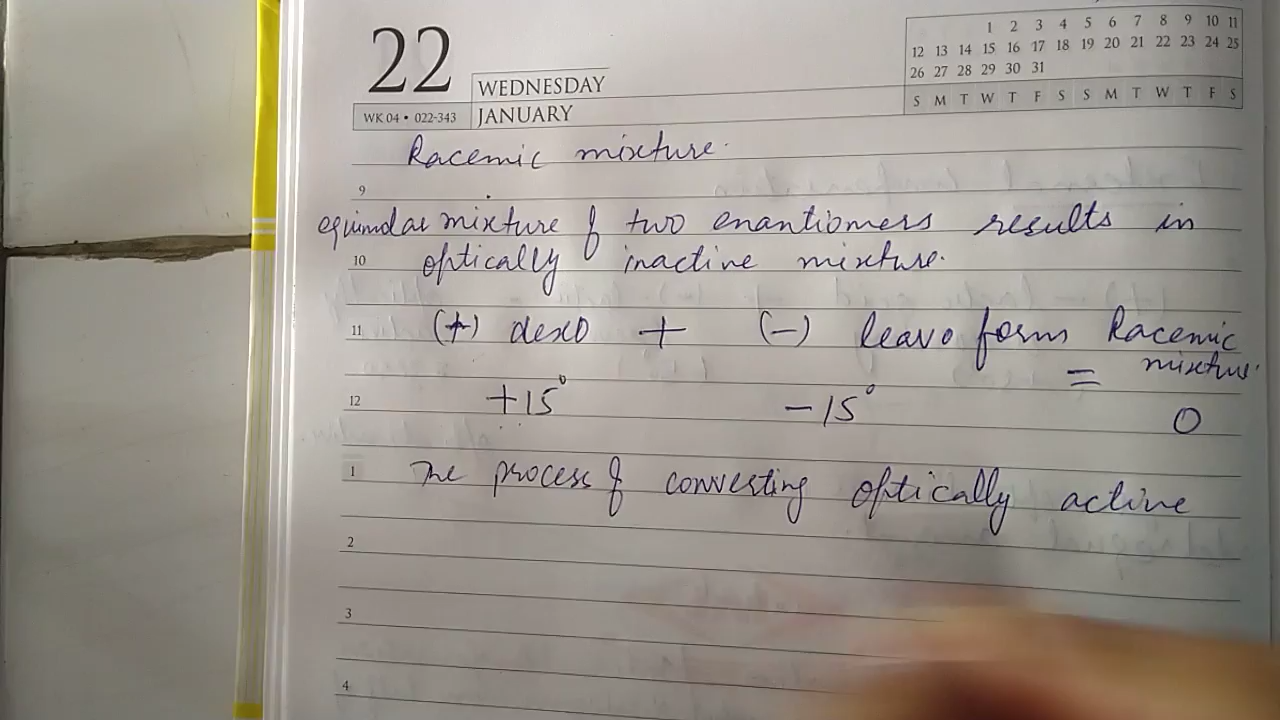 22
WEDNESDAY
WK 04 • 022-343 JANUARY
1 2 3 4 5 6 7 8 9 10 11
12 13 14 15 16 17 18 19 20 21 22 23 24 25
26 27 28 29 30 31
S M T W T F S S M T W T F S
Racemic mixture.
9
equimolar mixture of two enantiomers results in
10 optically inactive mixture.
11 (+) dexo + (-) leavo forms Racemic
= mixture.
12 +15° -15° 0
1 The process of converting optically active
2
3
4